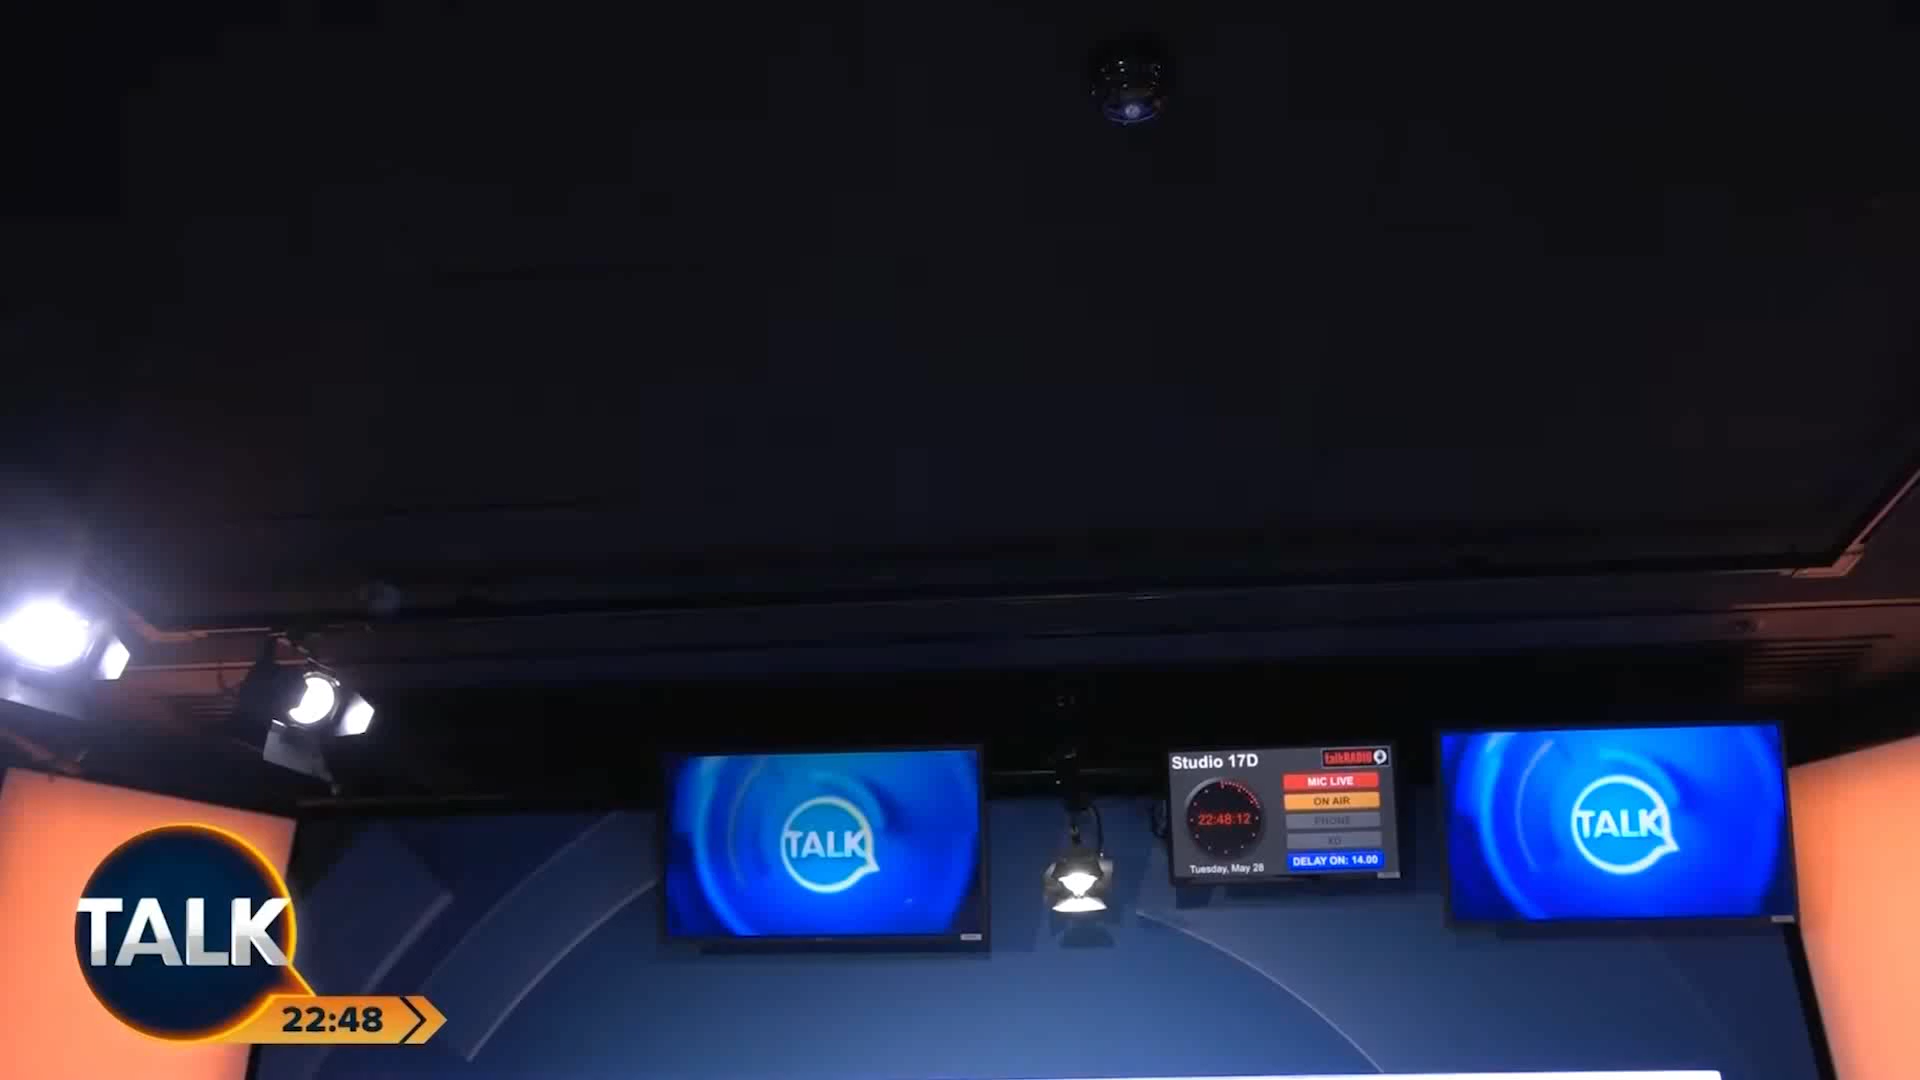 Studio 17D
talkRADIO
MIC LIVE
ON AIR
22:48:12
PHONE
XD
DELAY ON: 14.00
Tuesday, May 28
TALK
TALK
TALK
22:48